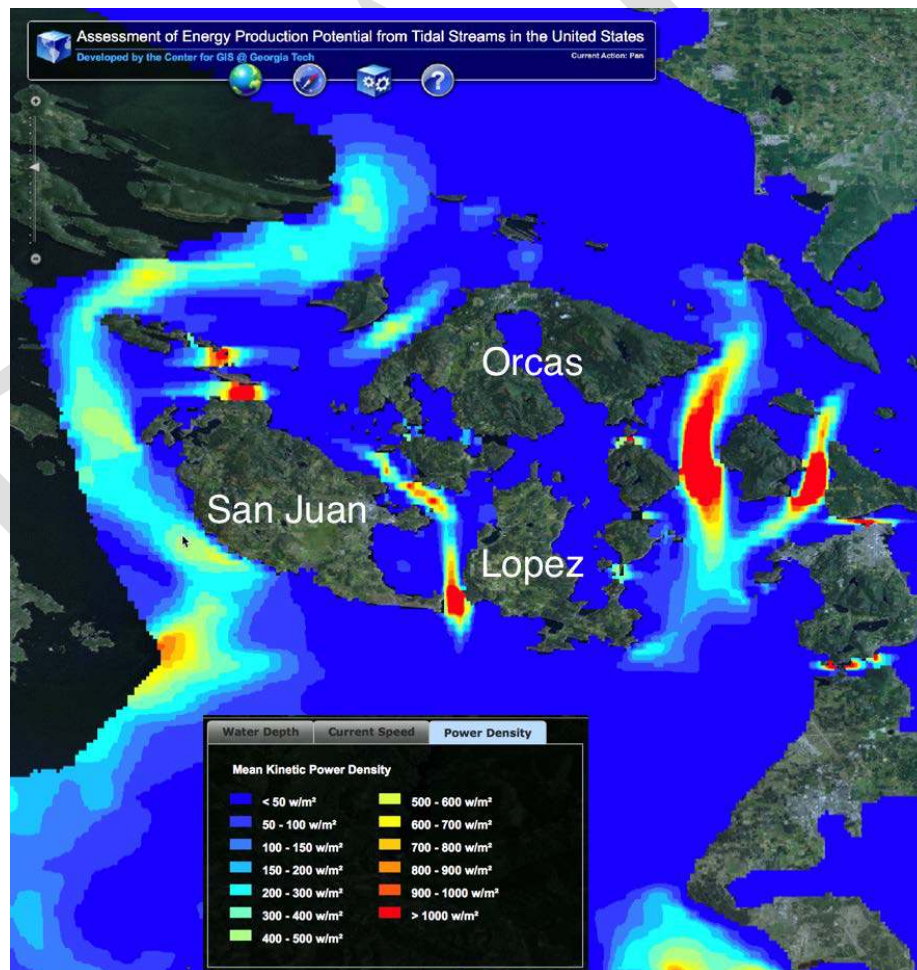 Assessment of Energy Production Potential from Tidal Streams in the United States
Developed by the Center for GIS @ Georgia Tech
Current Action: Pan
?
Orcas
San Juan
Lopez
Water Depth Current Speed Power Density
Mean Kinetic Power Density
< 50 w/m² 500 - 600 w/m²
50 - 100 w/m² 600 - 700 w/m²
100 - 150 w/m² 700 - 800 w/m²
150 - 200 w/m² 800 - 900 w/m²
200 - 300 w/m² 900 - 1000 w/m²
300 - 400 w/m² > 1000 w/m²
400 - 500 w/m²